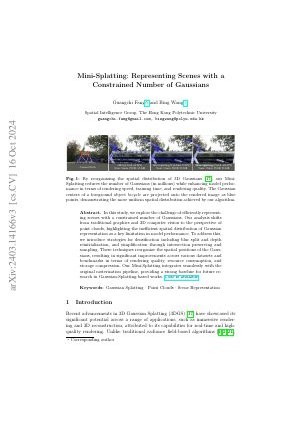 Mini-Splatting: Representing Scenes with a
Constrained Number of Gaussians
Guangchi Fang and Bing Wang
Spatial Intelligence Group, The Hong Kong Polytechnic University
guangchi.fang@gmail.com, bingwang@polyu.edu.hk
Fig. 1: By reorganizing the spatial distribution of 3D Gaussians, our Mini-
Splatting reduces the number of Gaussians (in millions) while enhancing model perfor-
mance in terms of rendering speed, training time, and rendering quality. The Gaussian
centers of a integrated object bicycle are projected onto the rendered image as blue
points, demonstrating the more uniform spatial distribution achieved by our algorithm.
Abstract. In this study, we explore the challenge of efficiently represent-
ing scenes with a constrained number of Gaussians. Our analysis shifts
from traditional graphics and 2D computer vision to the perspective of
point clouds, highlighting the inefficient spatial distribution of Gaussian
representation as a key limitation in model performance. To address this,
we introduce strategies for densification including blur split and depth
reinitialization, and simplification through intersection preserving and
sampling. These techniques reorganize the spatial positions of the Gaus-
sians, resulting in significant improvements across various datasets and
benchmarks in terms of rendering quality, resource consumption, and
storage compression. Our Mini-Splatting integrates seamlessly with the
original rasterization pipeline, providing a strong baseline for future re-
search in Gaussian-Splatting-based works. Code is available.
Keywords: Gaussian Splatting · Point Clouds · Scene Representation
1 Introduction
Recent advancements in 3D Gaussian Splatting (3DGS) have showcased its
significant potential across a range of applications, such as immersive render-
ing and 3D reconstruction, attributed to its capabilities for real-time and high-
quality rendering. Unlike traditional radiance field-based algorithms
* Corresponding author
arXiv:2403.14166v3 [cs.CV] 16 Oct 2024